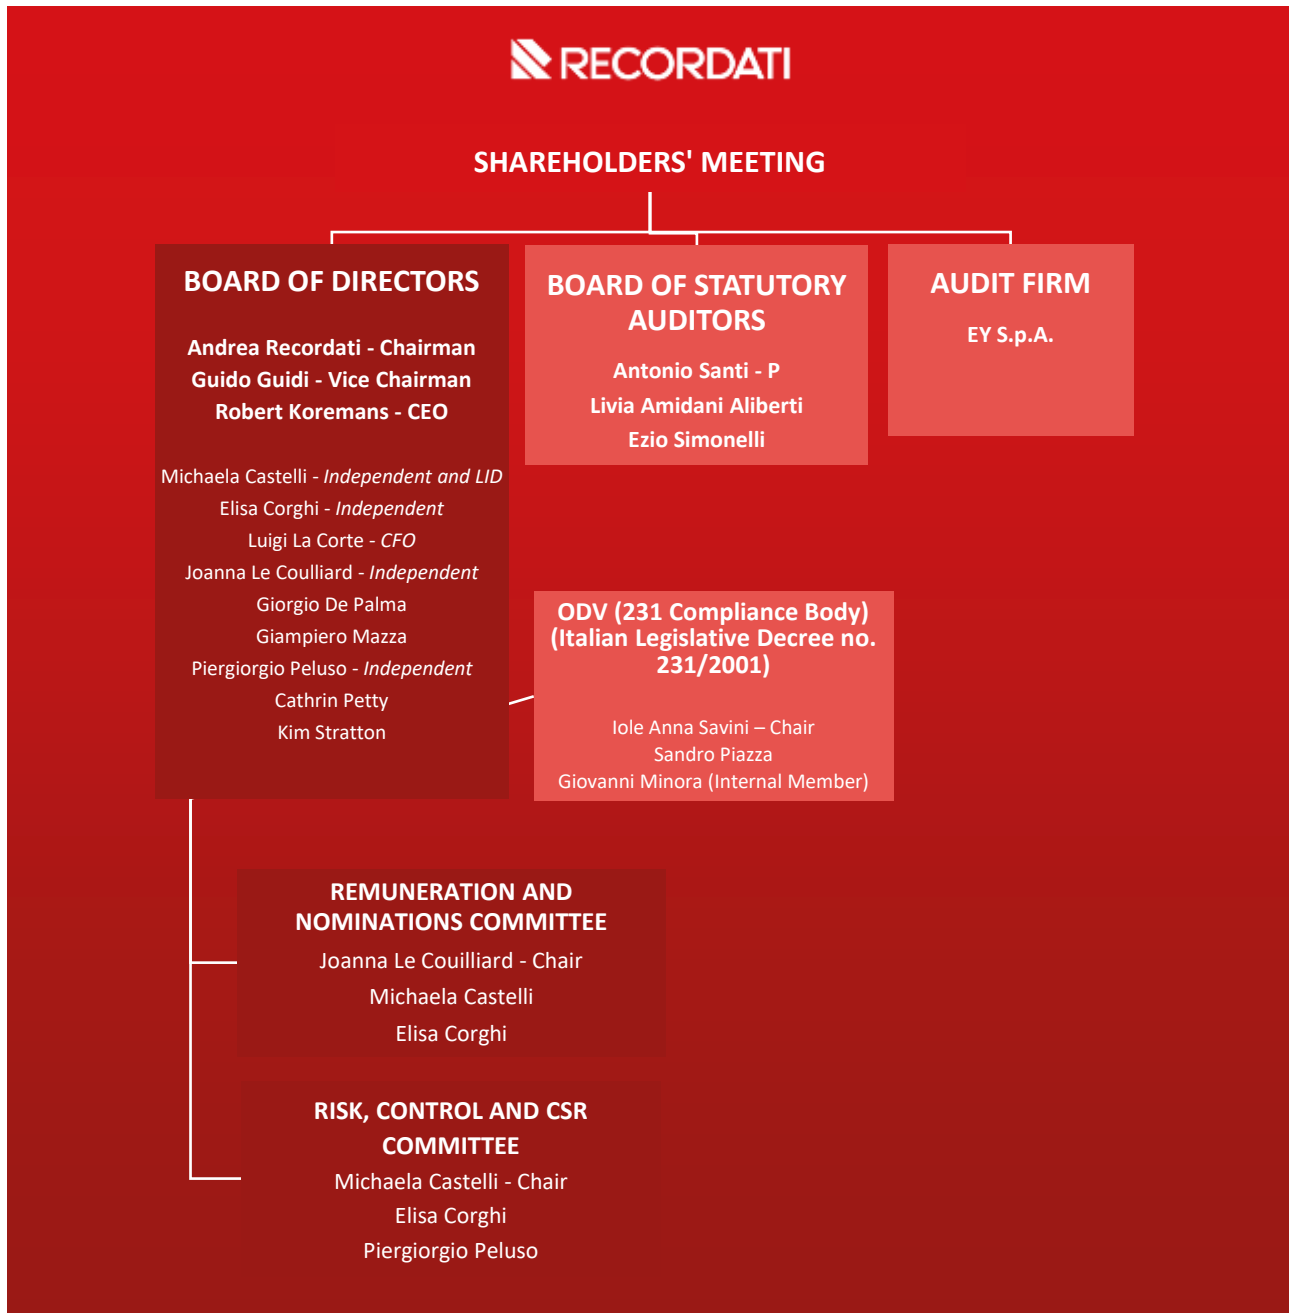 RECORDATI
SHAREHOLDERS' MEETING
BOARD OF DIRECTORS
Andrea Recordati - Chairman
Guido Guidi - Vice Chairman
Robert Koremans - CEO
Michaela Castelli - Independent and LID
Elisa Corghi - Independent
Luigi La Corte - CFO
Joanna Le Coulliard - Independent
Giorgio De Palma
Giampiero Mazza
Piergiorgio Peluso - Independent
Cathrin Petty
Kim Stratton
BOARD OF STATUTORY
AUDITORS
Antonio Santi - P
Livia Amidani Aliberti
Ezio Simonelli
AUDIT FIRM
EY S.p.A.
ODV (231 Compliance Body)
(Italian Legislative Decree no.
231/2001)
Iole Anna Savini – Chair
Sandro Piazza
Giovanni Minora (Internal Member)
REMUNERATION AND
NOMINATIONS COMMITTEE
Joanna Le Couilliard - Chair
Michaela Castelli
Elisa Corghi
RISK, CONTROL AND CSR
COMMITTEE
Michaela Castelli - Chair
Elisa Corghi
Piergiorgio Peluso